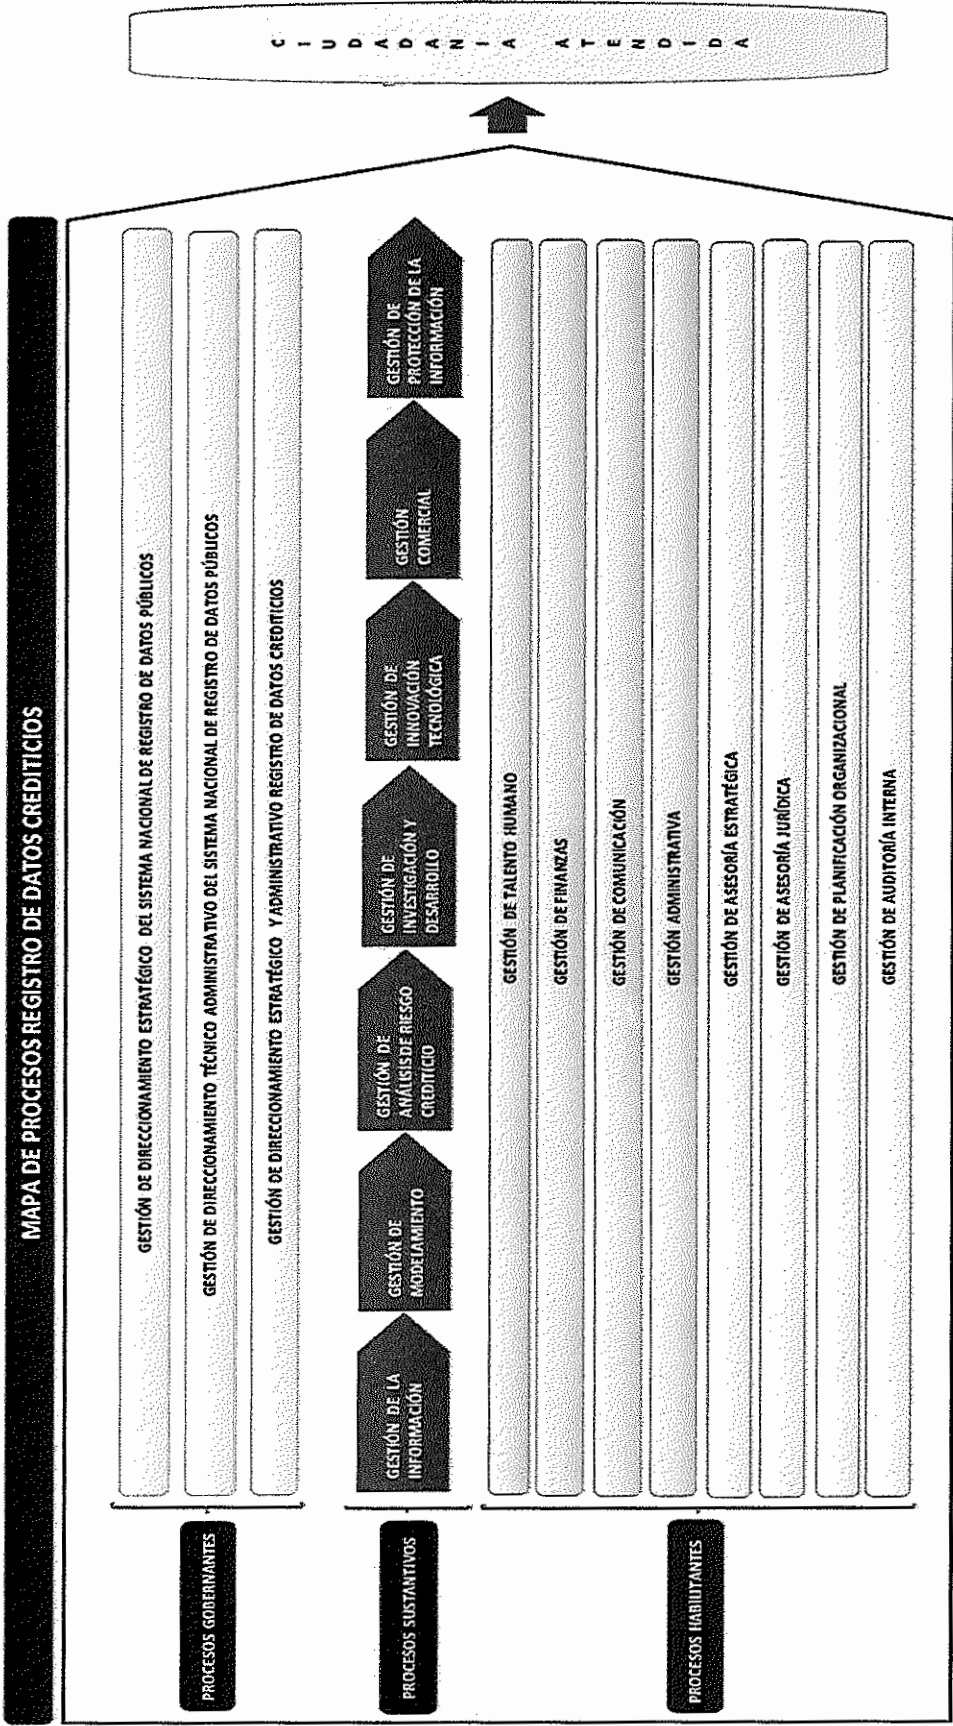 MAPA DE PROCESOS REGISTRO DE DATOS CREDITICIOS
PROCESOS GOBERNANTES
GESTIÓN DE DIRECCIONAMIENTO ESTRATÉGICO DEL SISTEMA NACIONAL DE REGISTRO DE DATOS PÚBLICOS
GESTIÓN DE DIRECCIONAMIENTO TÉCNICO ADMINISTRATIVO DEL SISTEMA NACIONAL DE REGISTRO DE DATOS PÚBLICOS
GESTIÓN DE DIRECCIONAMIENTO ESTRATÉGICO Y ADMINISTRATIVO REGISTRO DE DATOS CREDITICIOS
PROCESOS SUSTANTIVOS
GESTIÓN DE LA
INFORMACIÓN
GESTIÓN DE
MODELAMIENTO
GESTIÓN DE
ANÁLISIS DE RIESGO
CREDITICIO
GESTIÓN DE
INVESTIGACIÓN Y
DESARROLLO
GESTIÓN DE
INNOVACIÓN
TECNOLÓGICA
GESTIÓN
COMERCIAL
GESTIÓN DE
PROTECCIÓN DE LA
INFORMACIÓN
PROCESOS HABILITANTES
GESTIÓN DE TALENTO HUMANO
GESTIÓN DE FINANZAS
GESTIÓN DE COMUNICACIÓN
GESTIÓN ADMINISTRATIVA
GESTIÓN DE ASESORÍA ESTRATÉGICA
GESTIÓN DE ASESORÍA JURÍDICA
GESTIÓN DE PLANIFICACIÓN ORGANIZACIONAL
GESTIÓN DE AUDITORÍA INTERNA
CIUDADANIA ATENDIDA